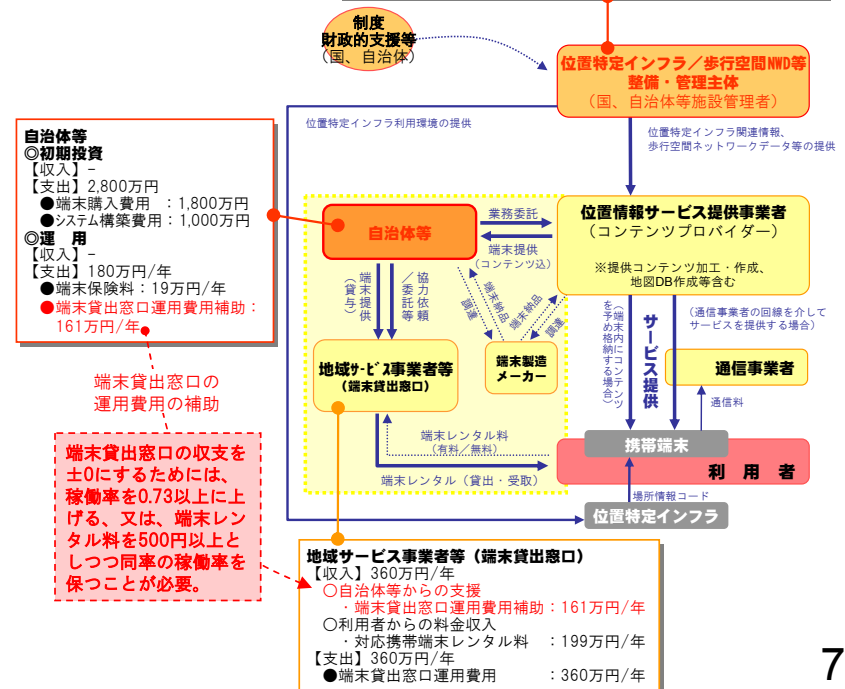 制度
財政的支援等
(国、自治体)
位置特定インフラ／歩行空間NWD等
整備・管理主体
(国、自治体等施設管理者)
位置特定インフラ利用環境の提供
位置特定インフラ関連情報、
歩行空間ネットワークデータ等の提供
自治体等
◎初期投資
【収入】－
【支出】2,800万円
●端末購入費用　：1,800万円
●システム構築費用：1,000万円
◎運　用
【収入】－
【支出】180万円/年
●端末保険料：19万円/年
●端末貸出窓口運用費用補助：
161万円/年
自治体等
業務委託
端末提供
(コンテンツ込)
位置情報サービス提供事業者
(コンテンツプロバイダー)
※提供コンテンツ加工・作成、
地図DB作成等含む
端末提供
(貸与)
協力依頼
／委託等
端末納品
調達
端末納品
調達
地域サービス事業者等
(端末貸出窓口)
端末製造
メーカー
(端末内にコンテンツ
を予め格納する場合)
サービス提供
(通信事業者の回線を介して
サービスを提供する場合)
通信事業者
通信料
端末貸出窓口の
運用費用の補助
端末貸出窓口の収支を
±0にするためには、
稼働率を0.73以上に上
げる、又は、端末レン
タル料を500円以上と
しつつ同率の稼働率を
保つことが必要。
端末レンタル料
(有料／無料)
端末レンタル（貸出・受取）
携帯端末
利　用　者
場所情報コード
位置特定インフラ
地域サービス事業者等（端末貸出窓口）
【収入】360万円/年
○自治体等からの支援
・端末貸出窓口運用費用補助：161万円/年
○利用者からの料金収入
・対応携帯端末レンタル料　：199万円/年
【支出】360万円/年
●端末貸出窓口運用費用　　：360万円/年
7